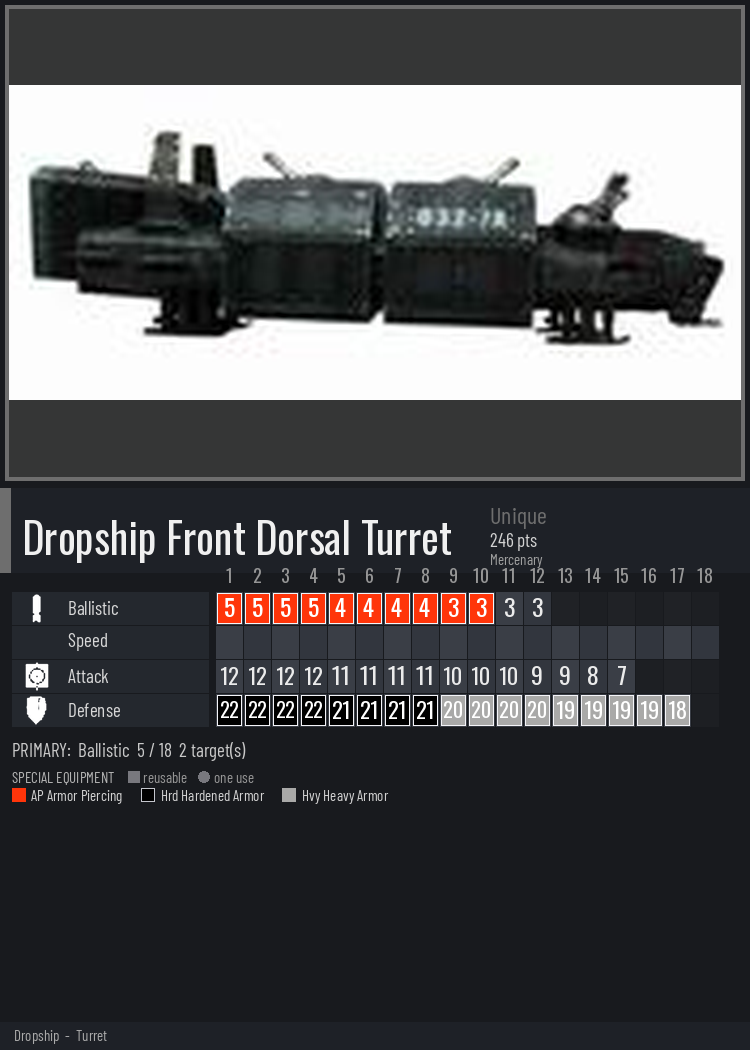 032-7A
Dropship Front Dorsal Turret
Unique
246 pts
Mercenary
1 2 3 4 5 6 7 8 9 10 11 12 13 14 15 16 17 18
Ballistic 5 5 5 5 4 4 4 4 3 3 3 3
Speed
Attack 12 12 12 12 11 11 11 11 10 10 10 9 9 8 7
Defense 22 22 22 22 21 21 21 21 20 20 20 20 19 19 19 19 18
PRIMARY: Ballistic 5 / 18 2 target(s)
SPECIAL EQUIPMENT reusable one use
AP Armor Piercing Hrd Hardened Armor Hvy Heavy Armor
Dropship - Turret